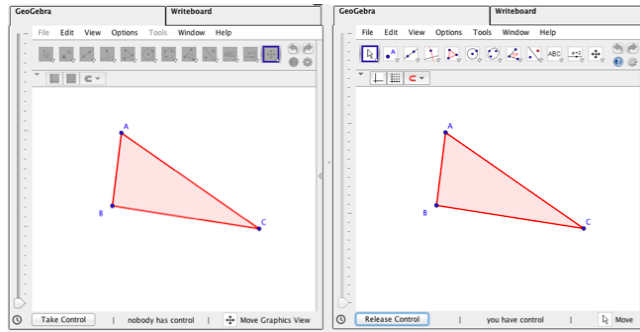 GeoGebra Writeboard
File Edit View Options Tools Window Help
A
B
C
Take Control | nobody has control | Move Graphics View
GeoGebra Writeboard
File Edit View Options Tools Window Help
ABC
A
B
C
Release Control | you have control | Move